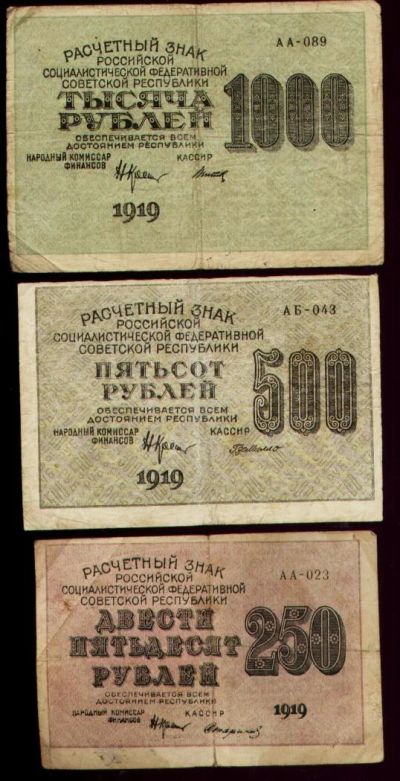 РАСЧЕТНЫЙ ЗНАК
АА-089
РОССИЙСКОЙ
СОЦИАЛИСТИЧЕСКОЙ ФЕДЕРАТИВНОЙ
СОВЕТСКОЙ РЕСПУБЛИКИ
ТЫСЯЧА
РУБЛЕЙ
1000
ОБЕСПЕЧИВАЕТСЯ ВСЕМ
ДОСТОЯНИЕМ РЕСПУБЛИКИ
НАРОДНЫЙ КОМИССАР
ФИНАНСОВ
КАССИР
1919
РАСЧЕТНЫЙ ЗНАК
АБ-043
РОССИЙСКОЙ
СОЦИАЛИСТИЧЕСКОЙ ФЕДЕРАТИВНОЙ
СОВЕТСКОЙ РЕСПУБЛИКИ
ПЯТЬСОТ
РУБЛЕЙ
500
ОБЕСПЕЧИВАЕТСЯ ВСЕМ
ДОСТОЯНИЕМ РЕСПУБЛИКИ
НАРОДНЫЙ КОМИССАР
ФИНАНСОВ
КАССИР
1919
РАСЧЕТНЫЙ ЗНАК
АА-023
РОССИЙСКОЙ
СОЦИАЛИСТИЧЕСКОЙ ФЕДЕРАТИВНОЙ
СОВЕТСКОЙ РЕСПУБЛИКИ
ДВЕСТИ
ПЯТЬДЕСЯТ
РУБЛЕЙ
250
ОБЕСПЕЧИВАЕТСЯ ВСЕМ
ДОСТОЯНИЕМ РЕСПУБЛИКИ
НАРОДНЫЙ КОМИССАР
ФИНАНСОВ
КАССИР
1919